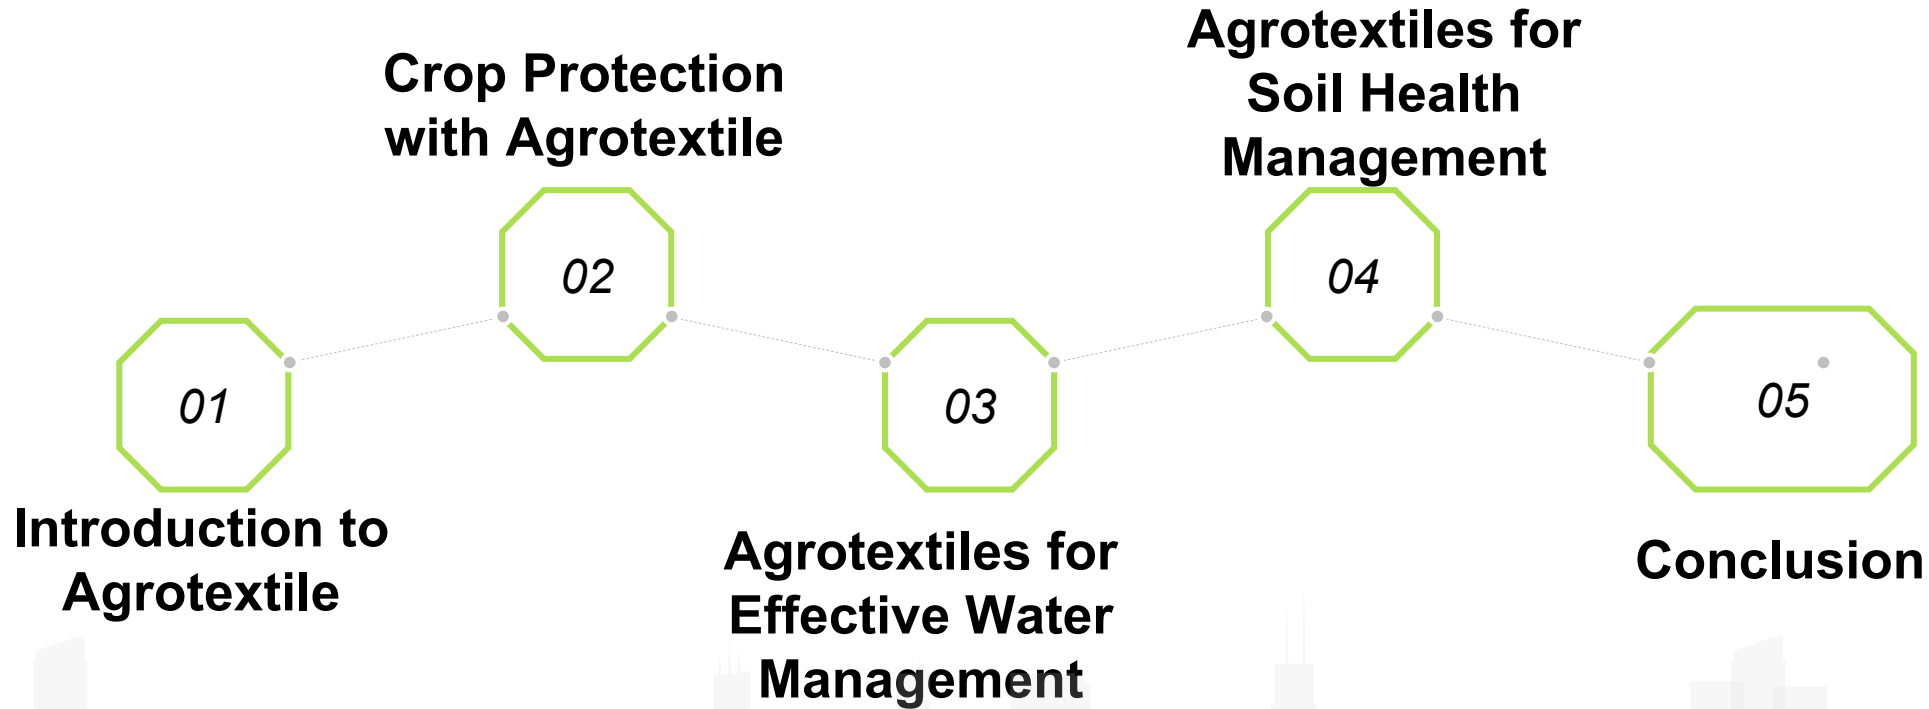 01
Introduction to
Agrotextile
Crop Protection
with Agrotextile
02
03
Agrotextiles for
Effective Water
Management
Agrotextiles for
Soil Health
Management
04
05
Conclusion